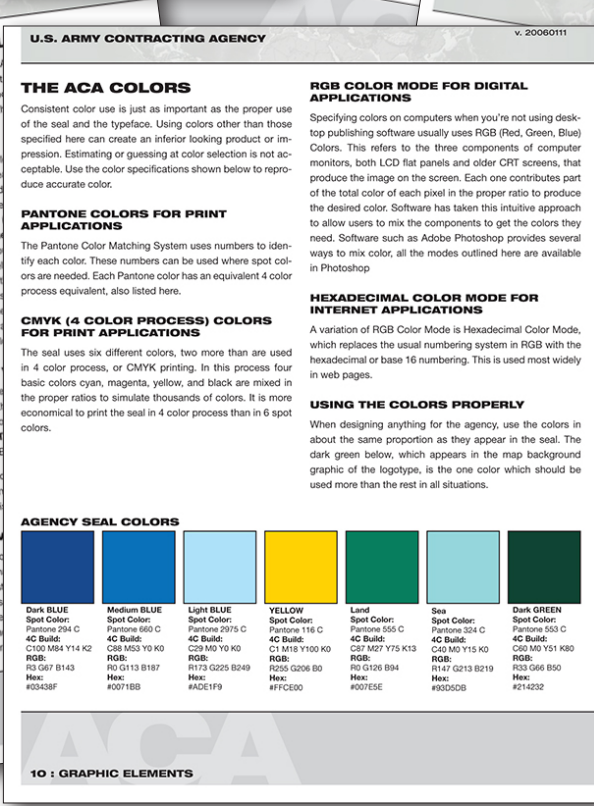 U.S. ARMY CONTRACTING AGENCY
v. 20060111
THE ACA COLORS
Consistent color use is just as important as the proper use
of the seal and the typeface. Using colors other than those
specified here can create an inferior looking product or im-
pression. Estimating or guessing at color selection is not ac-
ceptable. Use the color specifications shown below to repro-
duce accurate color.
PANTONE COLORS FOR PRINT
APPLICATIONS
The Pantone Color Matching System uses numbers to iden-
tify each color. These numbers can be used where spot col-
ors are needed. Each Pantone color has an equivalent 4 color
process equivalent, also listed here.
CMYK (4 COLOR PROCESS) COLORS
FOR PRINT APPLICATIONS
The seal uses six different colors, two more than are used
in 4 color process, or CMYK printing. In this process four
basic colors cyan, magenta, yellow, and black are mixed in
the proper ratios to simulate thousands of colors. It is more
economical to print the seal in 4 color process than in 6 spot
colors.
RGB COLOR MODE FOR DIGITAL
APPLICATIONS
Specifying colors on computers when you're not using desk-
top publishing software usually uses RGB (Red, Green, Blue)
Colors. This refers to the three components of computer
monitors, both LCD flat panels and older CRT screens, that
produce the image on the screen. Each one contributes part
of the total color of each pixel in the proper ratio to produce
the desired color. Software has taken this intuitive approach
to allow users to mix the components to get the colors they
need. Software such as Adobe Photoshop provides several
ways to mix color, all the modes outlined here are available
in Photoshop
HEXADECIMAL COLOR MODE FOR
INTERNET APPLICATIONS
A variation of RGB Color Mode is Hexadecimal Color Mode,
which replaces the usual numbering system in RGB with the
hexadecimal or base 16 numbering. This is used most widely
in web pages.
USING THE COLORS PROPERLY
When designing anything for the agency, use the colors in
about the same proportion as they appear in the seal. The
dark green below, which appears in the map background
graphic of the logotype, is the one color which should be
used more than the rest in all situations.
AGENCY SEAL COLORS
Dark BLUE
Spot Color:
Pantone 294 C
4C Build:
C100 M84 Y14 K2
RGB:
R3 G67 B143
Hex:
#03438F
Medium BLUE
Spot Color:
Pantone 660 C
4C Build:
C88 M53 Y0 K0
RGB:
R0 G113 B187
Hex:
#0071BB
Light BLUE
Spot Color:
Pantone 2975 C
4C Build:
C29 M0 Y0 K0
RGB:
R173 G225 B249
Hex:
#ADE1F9
YELLOW
Spot Color:
Pantone 116 C
4C Build:
C1 M18 Y100 K0
RGB:
R255 G206 B0
Hex:
#FFCE00
Land
Spot Color:
Pantone 555 C
4C Build:
C87 M27 Y75 K13
RGB:
R0 G126 B94
Hex:
#007E5E
Sea
Spot Color:
Pantone 324 C
4C Build:
C40 M0 Y15 K0
RGB:
R147 G213 B219
Hex:
#93D5DB
Dark GREEN
Spot Color:
Pantone 553 C
4C Build:
C60 M0 Y51 K80
RGB:
R33 G66 B50
Hex:
#214232
ACA
10 : GRAPHIC ELEMENTS